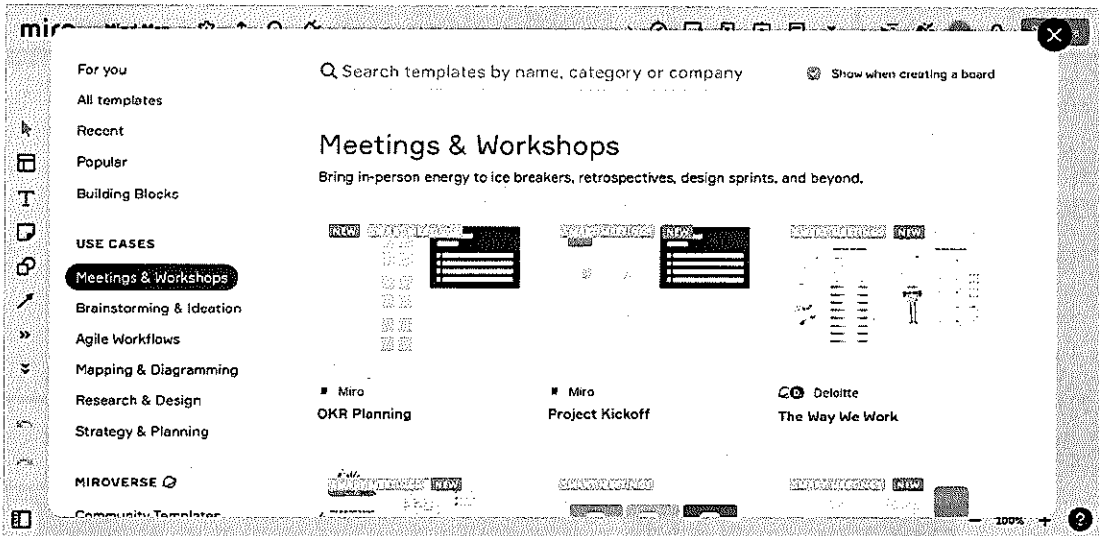 miro
Search templates by name, category or company
Show when creating a board
For you
All templates
Recent
Popular
Building Blocks
USE CASES
Meetings & Workshops
Brainstorming & Ideation
Agile Workflows
Mapping & Diagramming
Research & Design
Strategy & Planning
MIROVERSE
Community Templates
Meetings & Workshops
Bring in-person energy to ice breakers, retrospectives, design sprints, and beyond.
NEW
NEW
NEW
Miro
OKR Planning
Miro
Project Kickoff
Deloitte
The Way We Work
NEW
NEW
100%